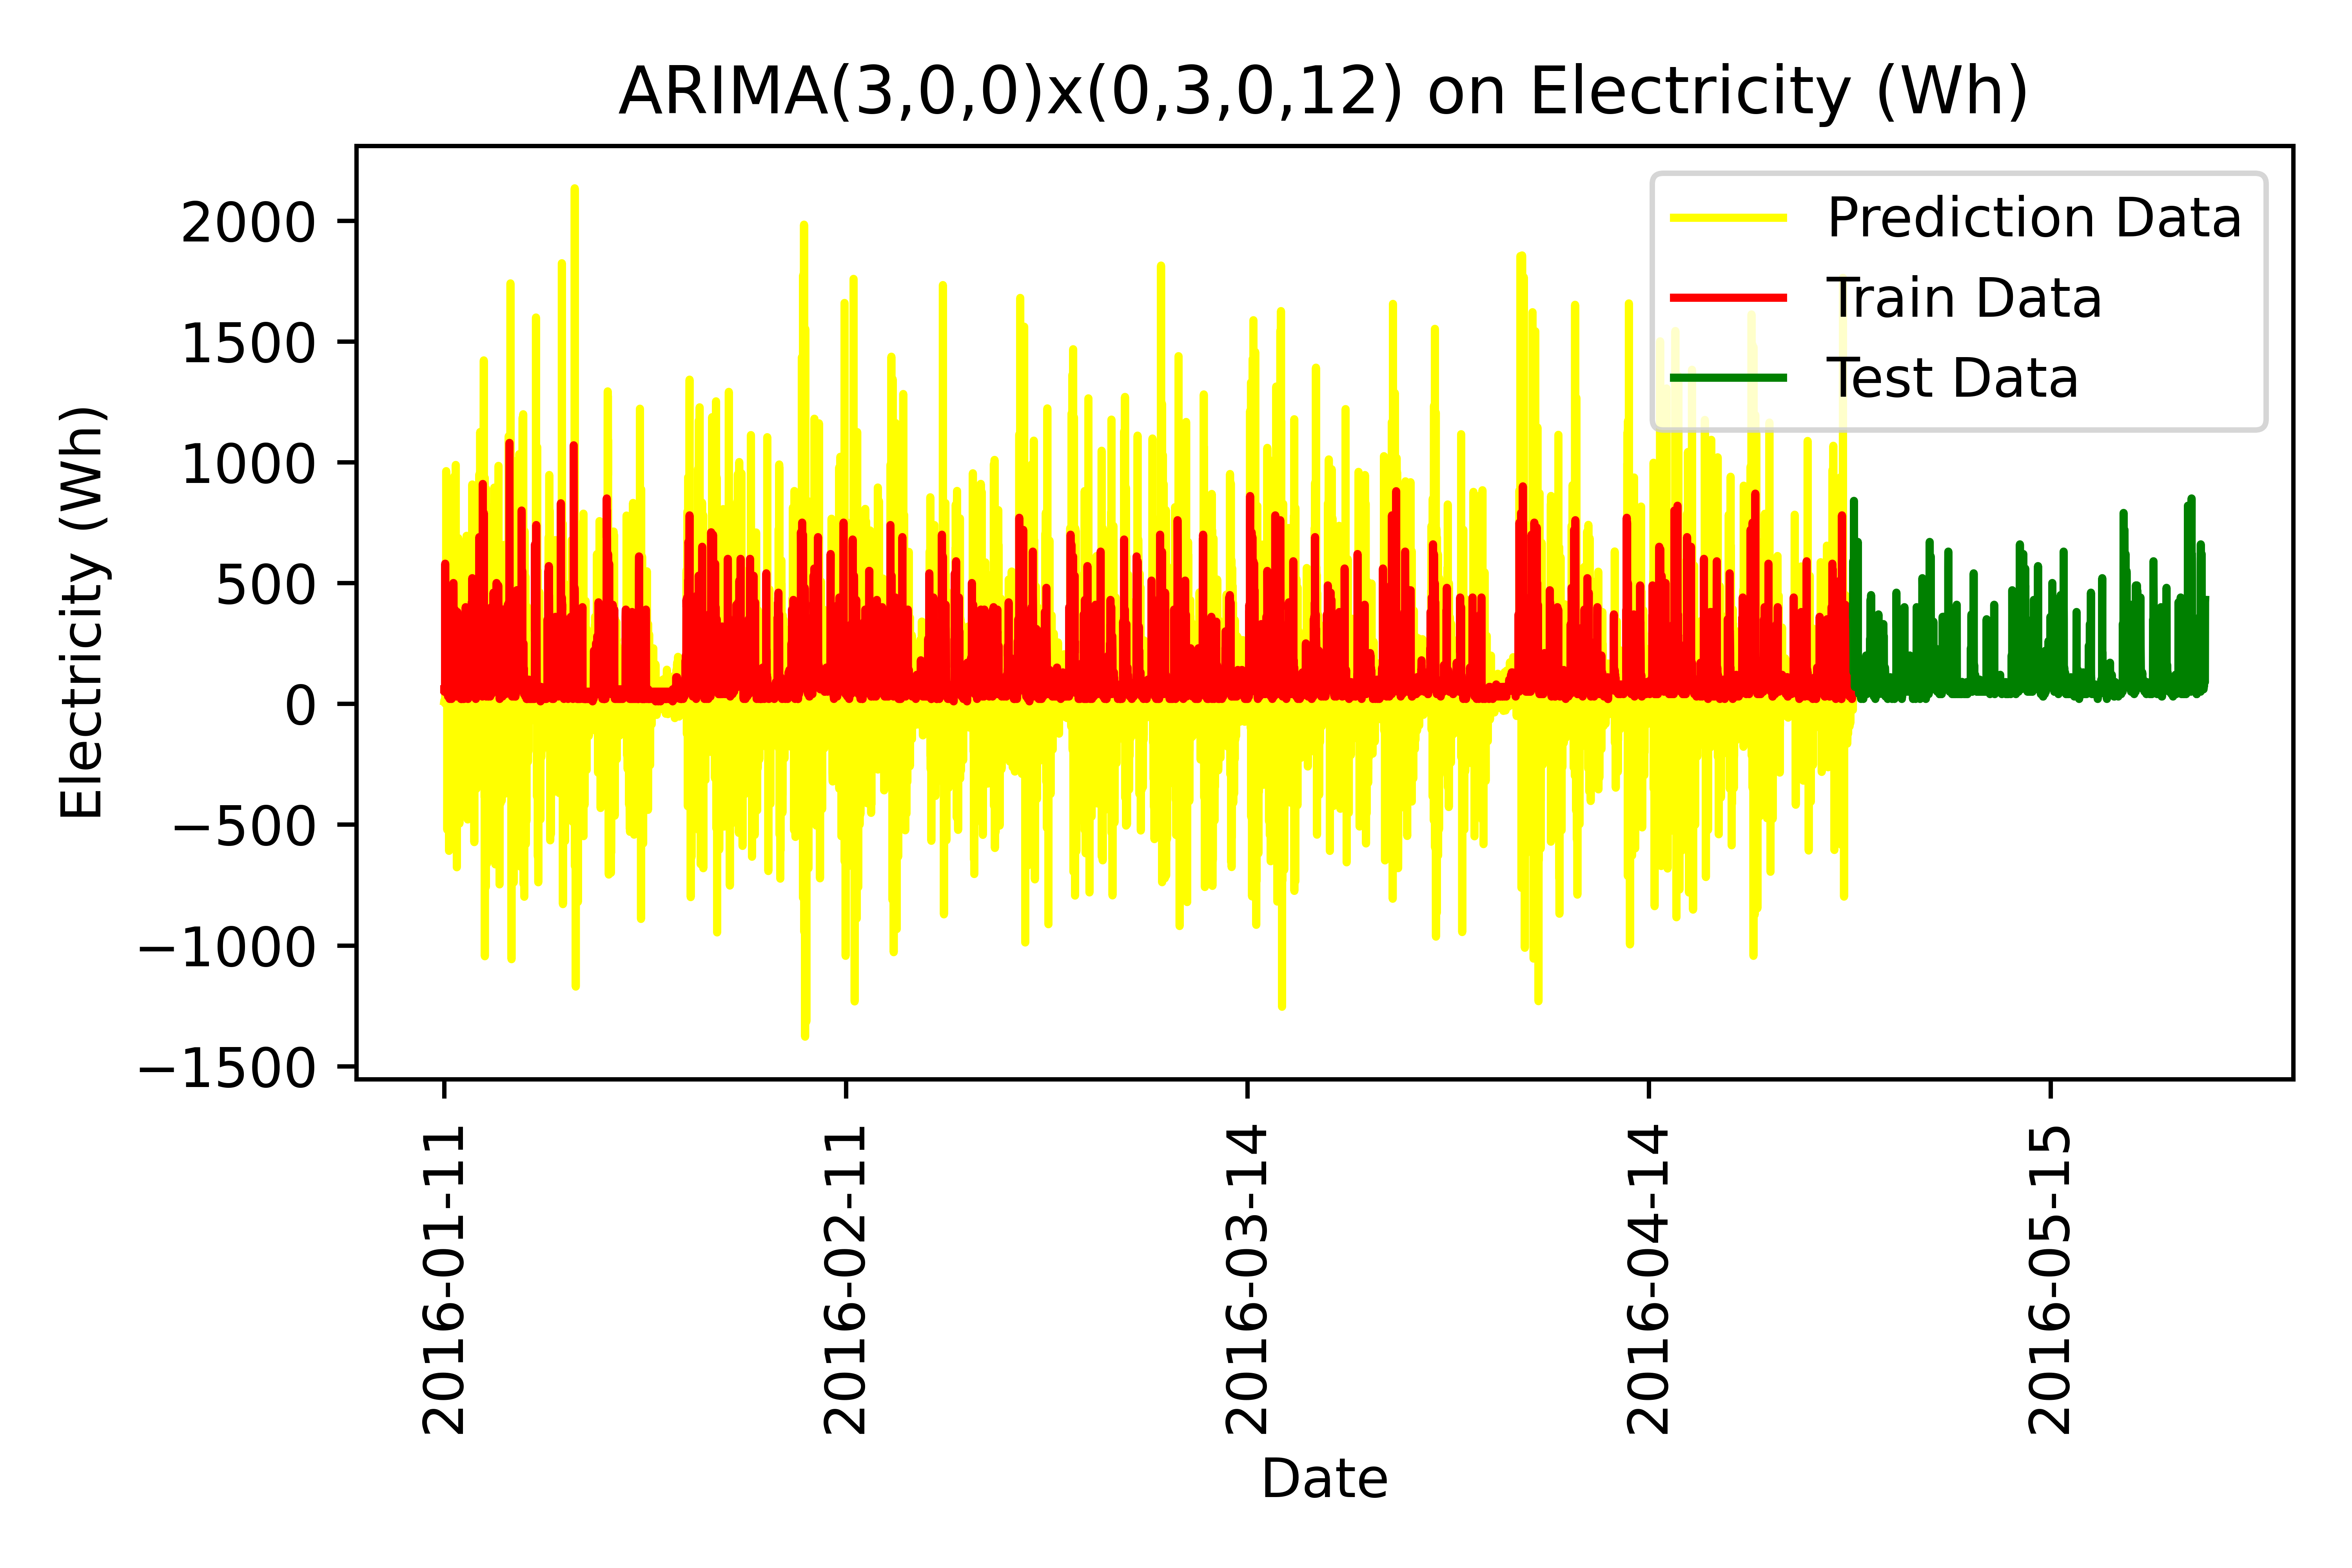 ARIMA(3,0,0)x(0,3,0,12) on Electricity (Wh)
Prediction Data
Train Data
Test Data
Electricity (Wh)
2000
1500
1000
500
0
−500
−1000
−1500
2016-01-11
2016-02-11
2016-03-14
2016-04-14
2016-05-15
Date